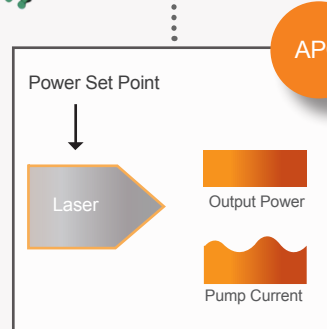 AP
Power Set Point
Laser
Output Power
Pump Current